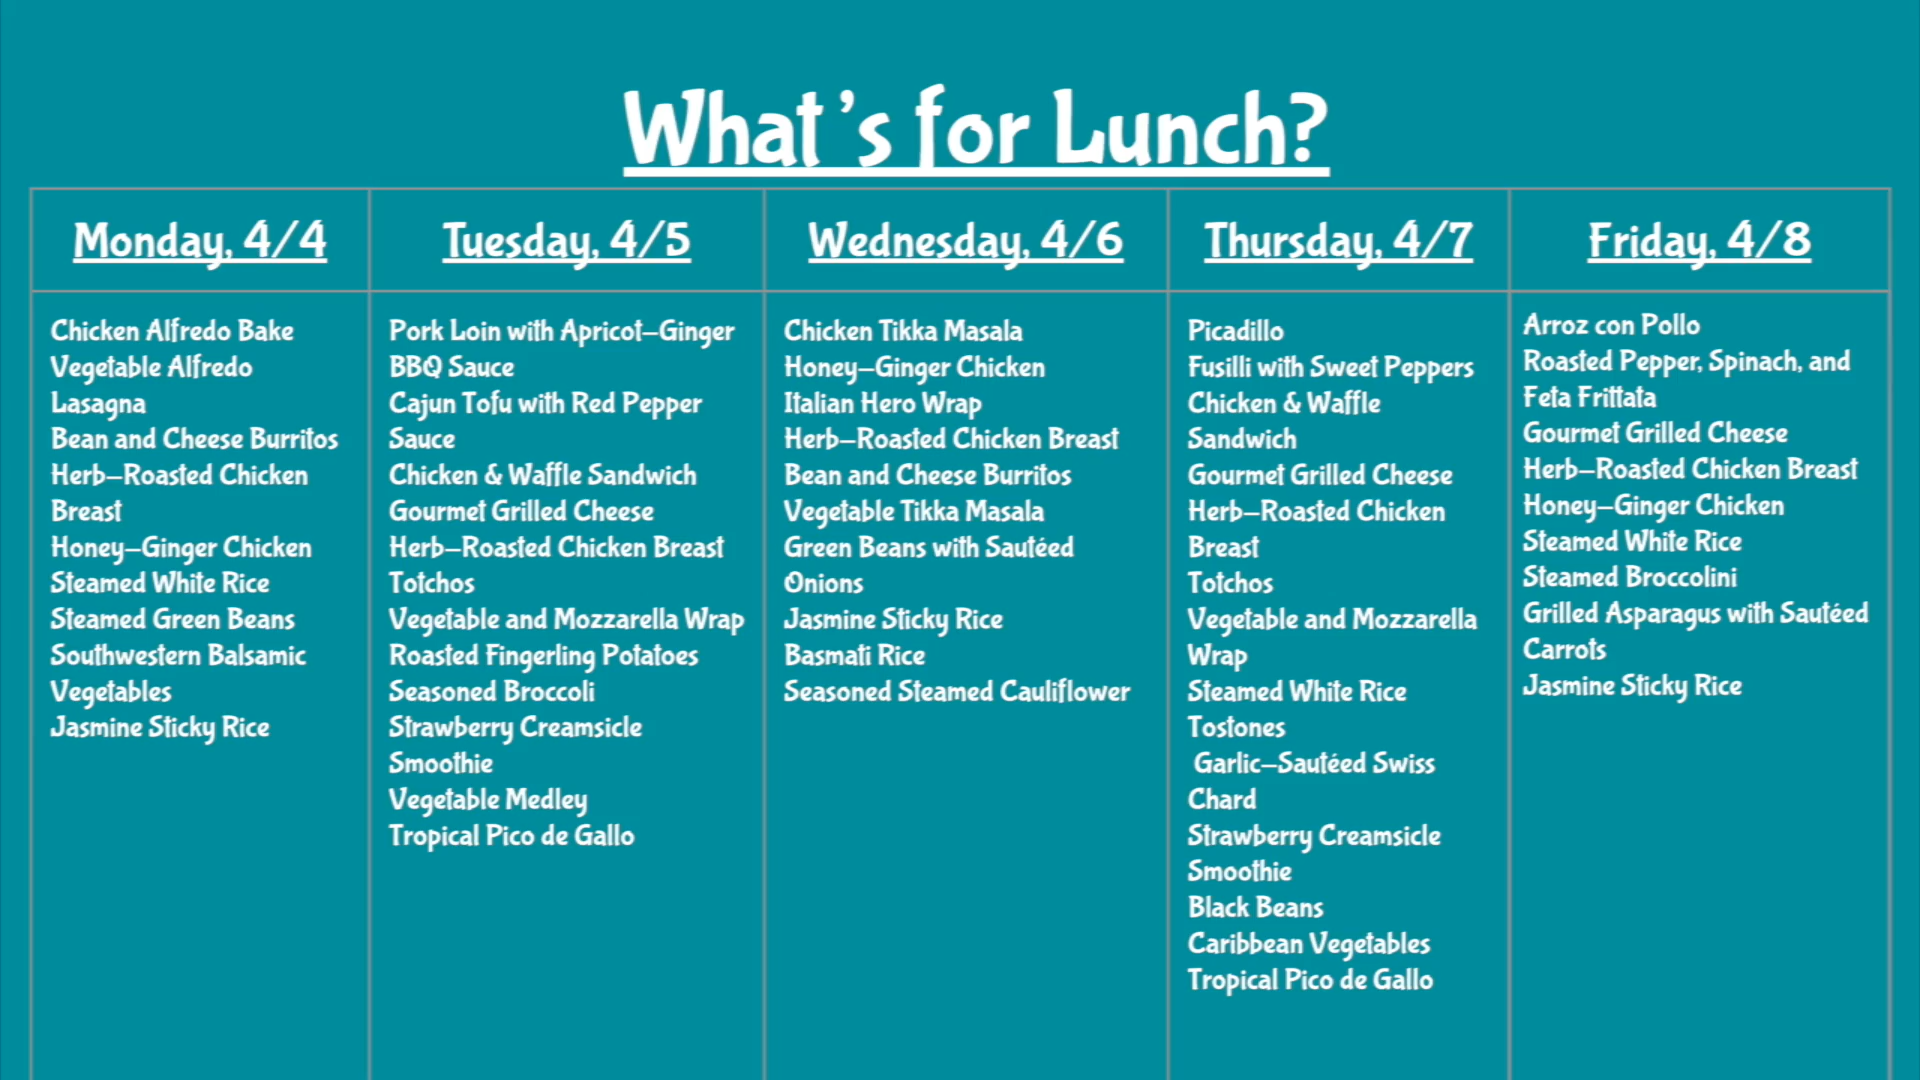 What's for Lunch?
Monday, 4/4
Chicken Alfredo Bake
Vegetable Alfredo
Lasagna
Bean and Cheese Burritos
Herb-Roasted Chicken
Breast
Honey-Ginger Chicken
Steamed White Rice
Steamed Green Beans
Southwestern Balsamic
Vegetables
Jasmine Sticky Rice
Tuesday, 4/5
Pork Loin with Apricot-Ginger
BBQ Sauce
Cajun Tofu with Red Pepper
Sauce
Chicken & Waffle Sandwich
Gourmet Grilled Cheese
Herb-Roasted Chicken Breast
Totchos
Vegetable and Mozzarella Wrap
Roasted Fingerling Potatoes
Seasoned Broccoli
Strawberry Creamsicle
Smoothie
Vegetable Medley
Tropical Pico de Gallo
Wednesday, 4/6
Chicken Tikka Masala
Honey-Ginger Chicken
Italian Hero Wrap
Herb-Roasted Chicken Breast
Bean and Cheese Burritos
Vegetable Tikka Masala
Green Beans with Sautéed
Onions
Jasmine Sticky Rice
Basmati Rice
Seasoned Steamed Cauliflower
Thursday, 4/7
Picadillo
Fusilli with Sweet Peppers
Chicken & Waffle
Sandwich
Gourmet Grilled Cheese
Herb-Roasted Chicken
Breast
Totchos
Vegetable and Mozzarella
Wrap
Steamed White Rice
Tostones
Garlic-Sautéed Swiss
Chard
Strawberry Creamsicle
Smoothie
Black Beans
Caribbean Vegetables
Tropical Pico de Gallo
Friday, 4/8
Arroz con Pollo
Roasted Pepper, Spinach, and
Feta Frittata
Gourmet Grilled Cheese
Herb-Roasted Chicken Breast
Honey-Ginger Chicken
Steamed White Rice
Steamed Broccolini
Grilled Asparagus with Sautéed
Carrots
Jasmine Sticky Rice